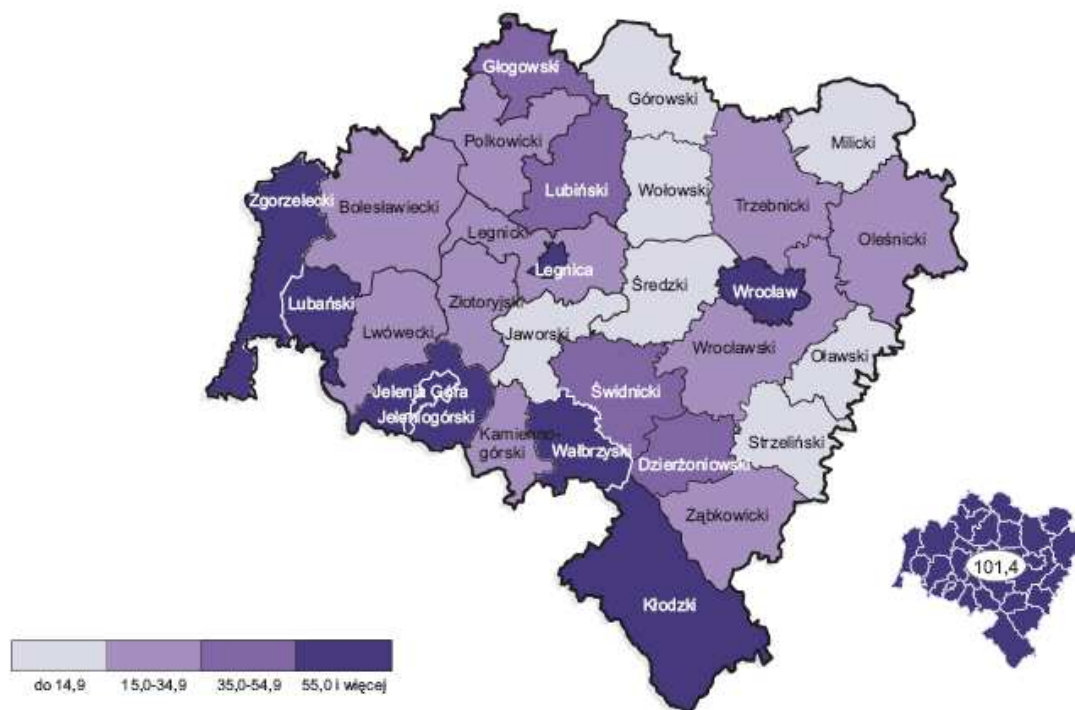 Głogowski
Górowski
Polkowicki
Milicki
Lubiński
Wołowski
Zgorzelecki
Bolesławiecki
Trzebnicki
Legnicki
Oleśnicki
Legnica
Średzki
Wrocław
Lubański
Złotoryjski
Lwówecki
Jaworski
Wrocławski
Oławski
Jelenia Góra
Świdnicki
Jeleniogórski
Kamienno-
górski
Wałbrzyski
Strzeliński
Dzierżoniowski
Ząbkowicki
101,4
Kłodzki
do 14,9 15,0-34,9 35,0-54,9 55,0 i więcej